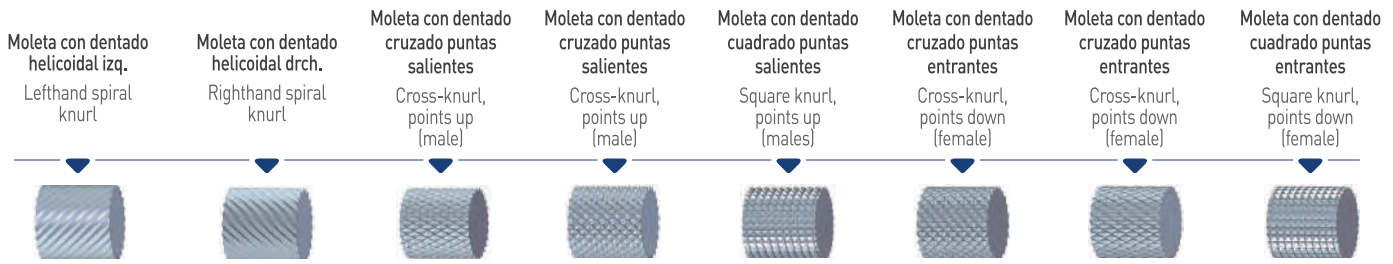 Moleta con dentado
helicoidal izq.
Lefthand spiral
knurl
Moleta con dentado
helicoidal drch.
Righthand spiral
knurl
Moleta con dentado
cruzado puntas
salientes
Cross-knurl,
points up
(male)
Moleta con dentado
cruzado puntas
salientes
Cross-knurl,
points up
(male)
Moleta con dentado
cuadrado puntas
salientes
Square knurl,
points up
(males)
Moleta con dentado
cruzado puntas
entrantes
Cross-knurl,
points down
(female)
Moleta con dentado
cruzado puntas
entrantes
Cross-knurl,
points down
(female)
Moleta con dentado
cuadrado puntas
entrantes
Square knurl,
points down
(female)